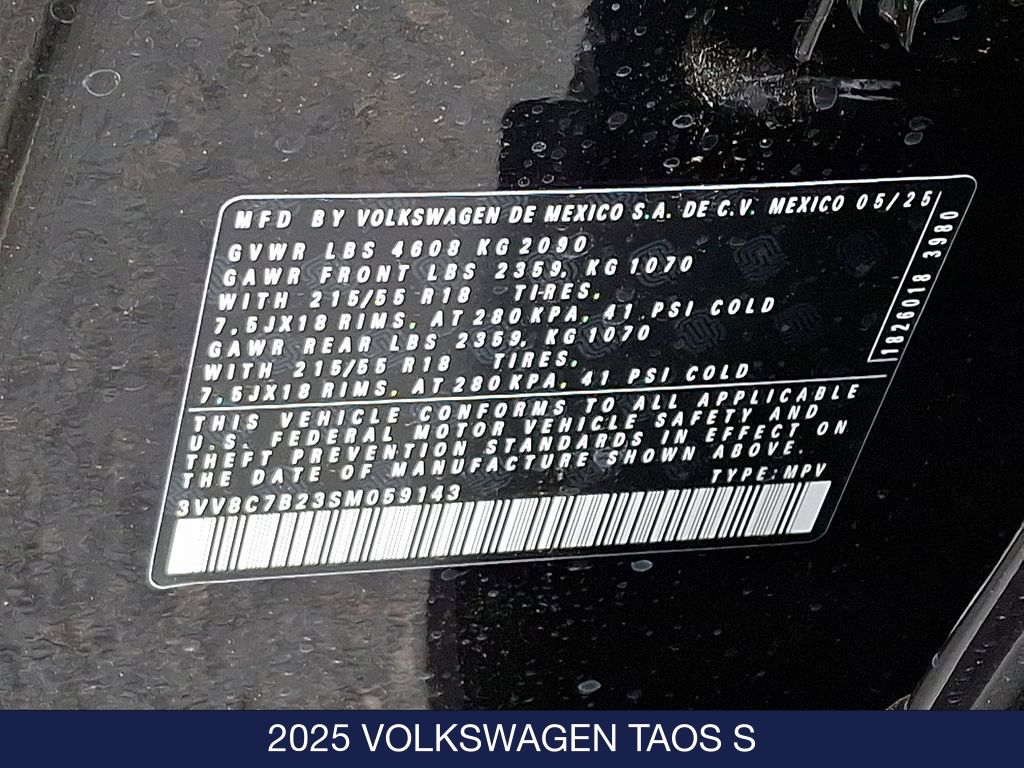 MFD BY VOLKSWAGEN DE MEXICO S.A. DE C.V. MEXICO 05/25
GVWR LBS 4608 KG 2090
GAWR FRONT LBS 2359, KG 1070
WITH 215/55 R18 TIRES,
7,5JX18 RIMS, AT 280 KPA, 41 PSI COLD
GAWR REAR LBS 2359, KG 1070
WITH 215/55 R18 TIRES,
7,5JX18 RIMS, AT 280 KPA, 41 PSI COLD
1826018 3980
THIS VEHICLE CONFORMS TO ALL APPLICABLE
U.S. FEDERAL MOTOR VEHICLE SAFETY AND
THEFT PREVENTION STANDARDS IN EFFECT ON
THE DATE OF MANUFACTURE SHOWN ABOVE.
TYPE: MPV
3VV8C7B23SM059143
2025 VOLKSWAGEN TAOS S